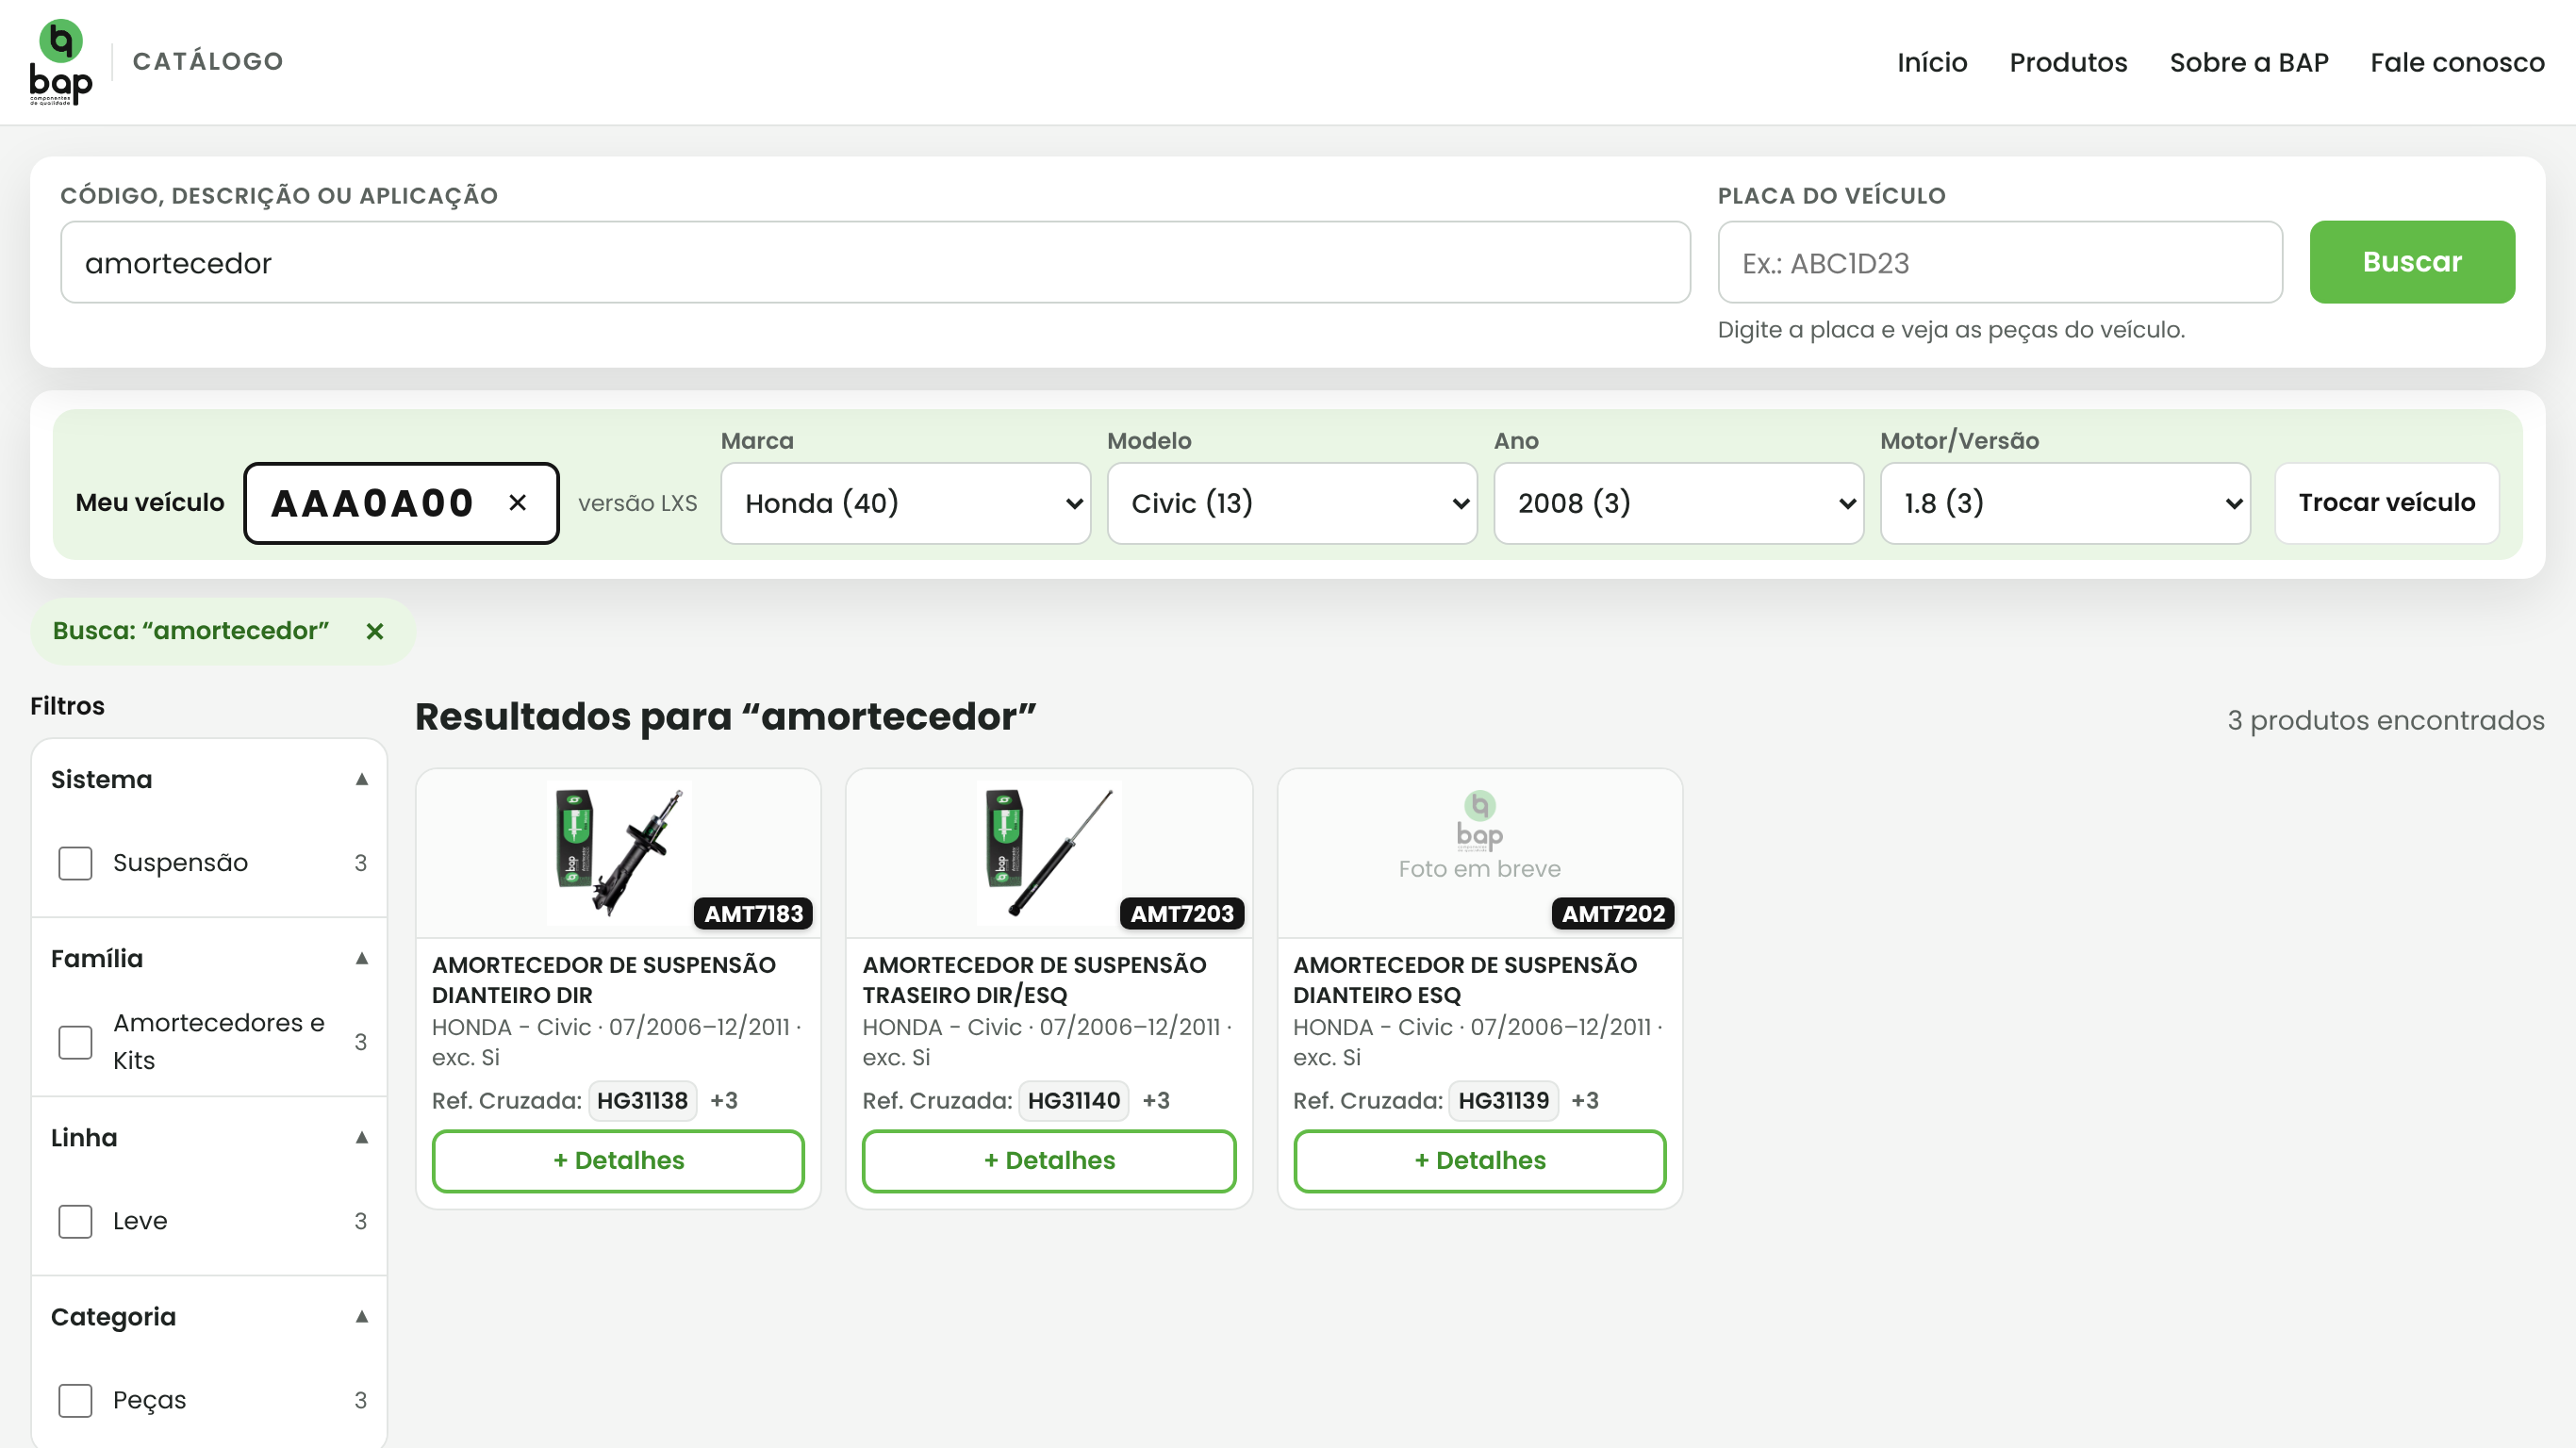 bap
componentes
de qualidade
CATÁLOGO
Início
Produtos
Sobre a BAP
Fale conosco
CÓDIGO, DESCRIÇÃO OU APLICAÇÃO
amortecedor
PLACA DO VEÍCULO
Ex.: ABC1D23
Buscar
Digite a placa e veja as peças do veículo.
Meu veículo
AAA0A00 ✕
versão LXS
Marca
Honda (40)
Modelo
Civic (13)
Ano
2008 (3)
Motor/Versão
1.8 (3)
Trocar veículo
Busca: “amortecedor” ✕
Filtros
Sistema
Suspensão 3
Família
Amortecedores e
Kits
3
Linha
Leve 3
Categoria
Peças 3
Resultados para “amortecedor”
3 produtos encontrados
bap
AMT7183
AMORTECEDOR DE SUSPENSÃO
DIANTEIRO DIR
HONDA - Civic · 07/2006–12/2011 ·
exc. Si
Ref. Cruzada: HG31138 +3
+ Detalhes
bap
AMT7203
AMORTECEDOR DE SUSPENSÃO
TRASEIRO DIR/ESQ
HONDA - Civic · 07/2006–12/2011 ·
exc. Si
Ref. Cruzada: HG31140 +3
+ Detalhes
bap
Foto em breve
AMT7202
AMORTECEDOR DE SUSPENSÃO
DIANTEIRO ESQ
HONDA - Civic · 07/2006–12/2011 ·
exc. Si
Ref. Cruzada: HG31139 +3
+ Detalhes